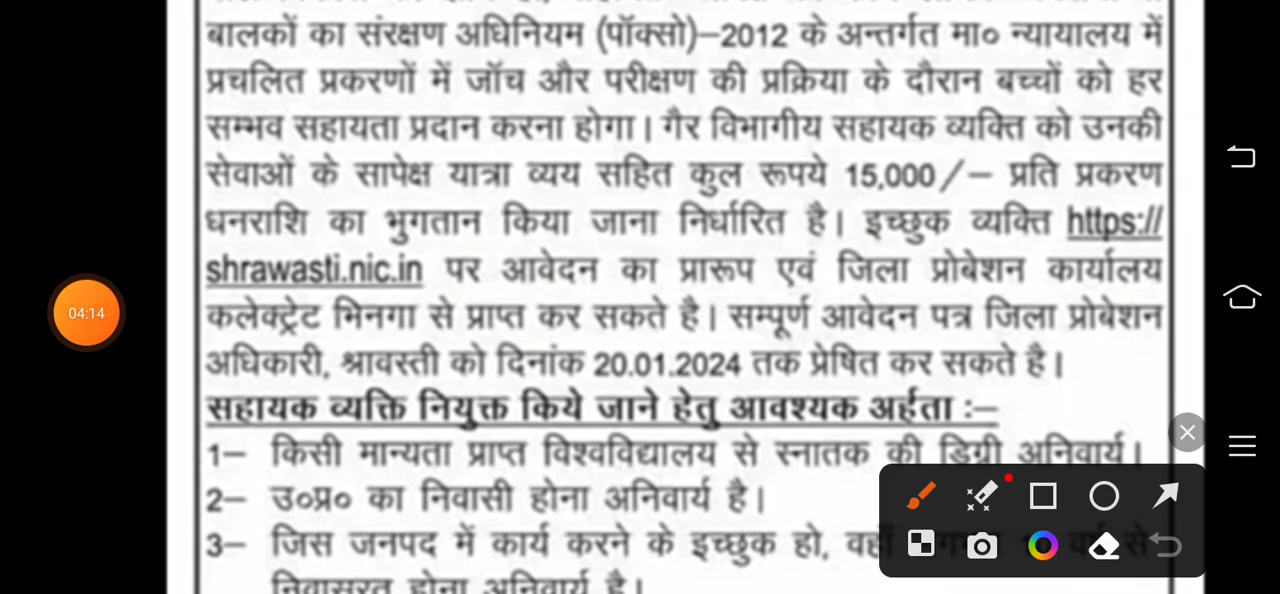 बालकों का संरक्षण अधिनियम (पॉक्सो)–2012 के अन्तर्गत मा० न्यायालय में
प्रचलित प्रकरणों में जॉच और परीक्षण की प्रक्रिया के दौरान बच्चों को हर
सम्भव सहायता प्रदान करना होगा। गैर विभागीय सहायक व्यक्ति को उनकी
सेवाओं के सापेक्ष यात्रा व्यय सहित कुल रूपये 15,000/– प्रति प्रकरण
धनराशि का भुगतान किया जाना निर्धारित है। इच्छुक व्यक्ति https://
shrawasti.nic.in पर आवेदन का प्रारूप एवं जिला प्रोबेशन कार्यालय
कलेक्ट्रेट भिनगा से प्राप्त कर सकते है। सम्पूर्ण आवेदन पत्र जिला प्रोबेशन
अधिकारी, श्रावस्ती को दिनांक 20.01.2024 तक प्रेषित कर सकते है।
सहायक व्यक्ति नियुक्त किये जाने हेतु आवश्यक अर्हता :–
1– किसी मान्यता प्राप्त विश्वविद्यालय से स्नातक की डिग्री अनिवार्य।
2– उ०प्र० का निवासी होना अनिवार्य है।
3– जिस जनपद में कार्य करने के इच्छुक हो, वहाँ से
निवासरत होना अनिवार्य है।
04:14